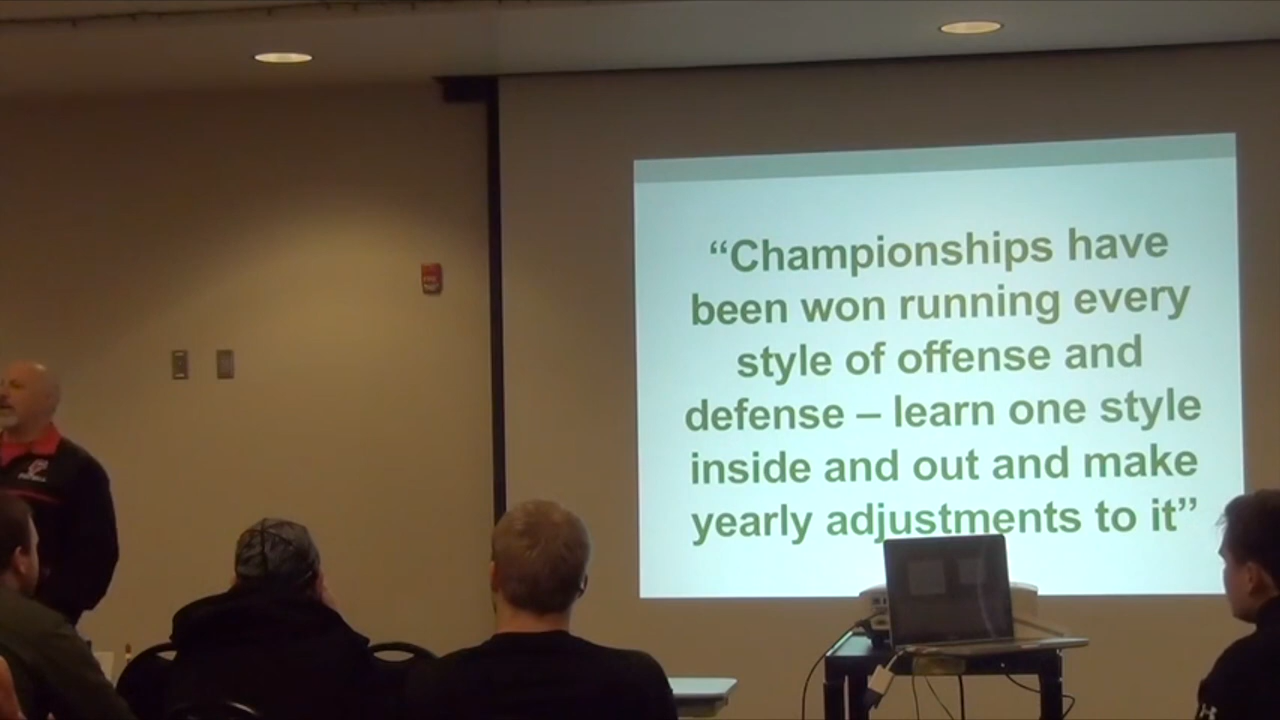 “Championships have
been won running every
style of offense and
defense – learn one style
inside and out and make
yearly adjustments to it”